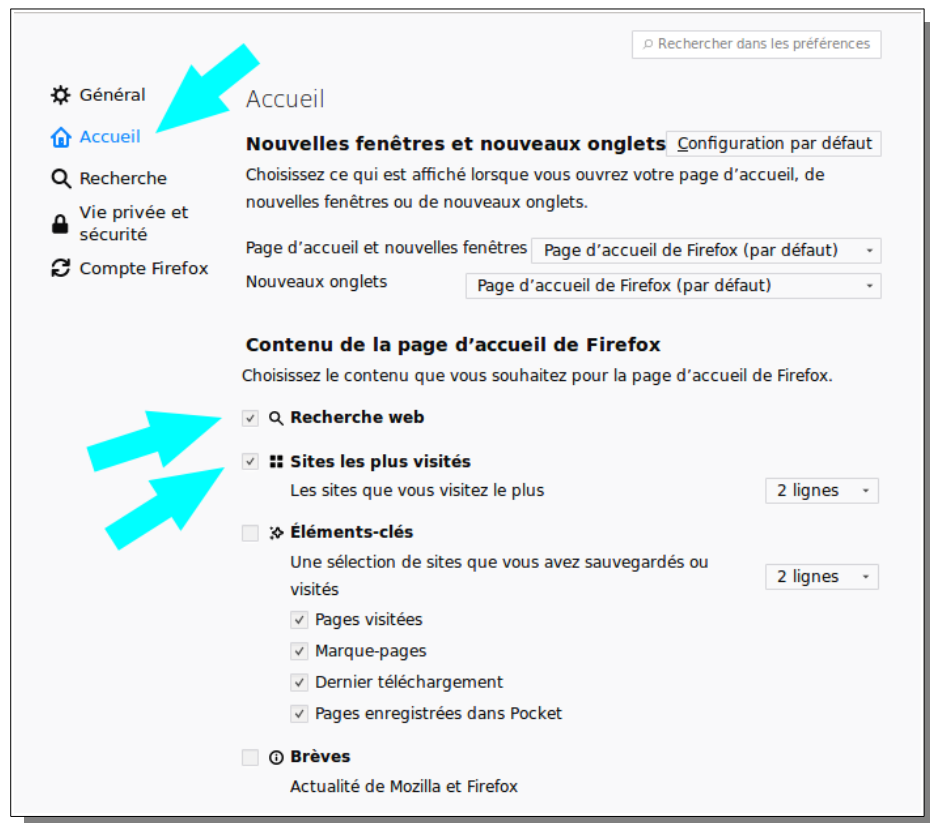 Rechercher dans les préférences
Général
Accueil
Recherche
Vie privée et
sécurité
Compte Firefox
Accueil
Nouvelles fenêtres et nouveaux onglets
Configuration par défaut
Choisissez ce qui est affiché lorsque vous ouvrez votre page d’accueil, de
nouvelles fenêtres ou de nouveaux onglets.
Page d’accueil et nouvelles fenêtres
Page d’accueil de Firefox (par défaut)
Nouveaux onglets
Page d’accueil de Firefox (par défaut)
Contenu de la page d’accueil de Firefox
Choisissez le contenu que vous souhaitez pour la page d’accueil de Firefox.
Recherche web
Sites les plus visités
Les sites que vous visitez le plus
2 lignes
Éléments-clés
Une sélection de sites que vous avez sauvegardés ou
visités
2 lignes
Pages visitées
Marque-pages
Dernier téléchargement
Pages enregistrées dans Pocket
Brèves
Actualité de Mozilla et Firefox